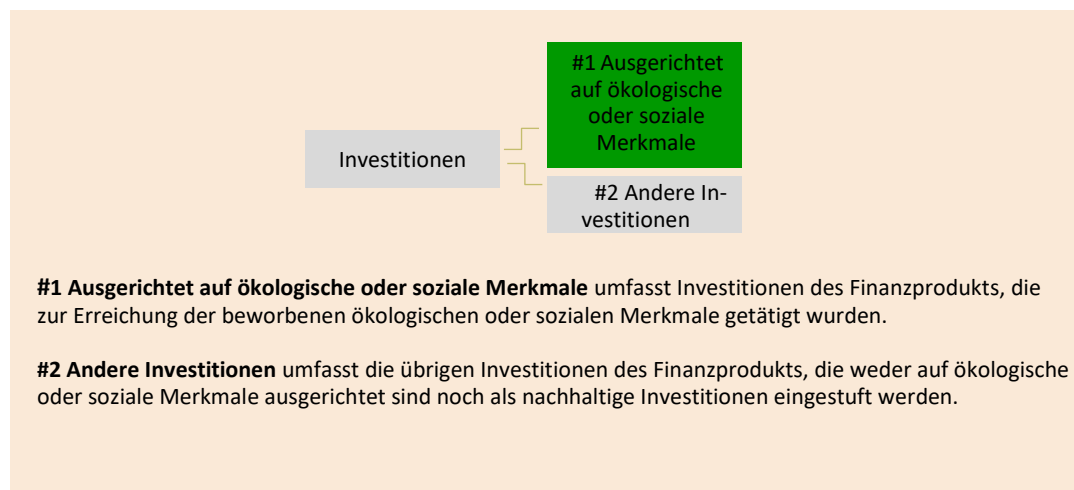 #1 Ausgerichtet
auf ökologische
oder soziale
Merkmale
Investitionen
#2 Andere In-
vestitionen
#1 Ausgerichtet auf ökologische oder soziale Merkmale umfasst Investitionen des Finanzprodukts, die
zur Erreichung der beworbenen ökologischen oder sozialen Merkmale getätigt wurden.
#2 Andere Investitionen umfasst die übrigen Investitionen des Finanzprodukts, die weder auf ökologische
oder soziale Merkmale ausgerichtet sind noch als nachhaltige Investitionen eingestuft werden.